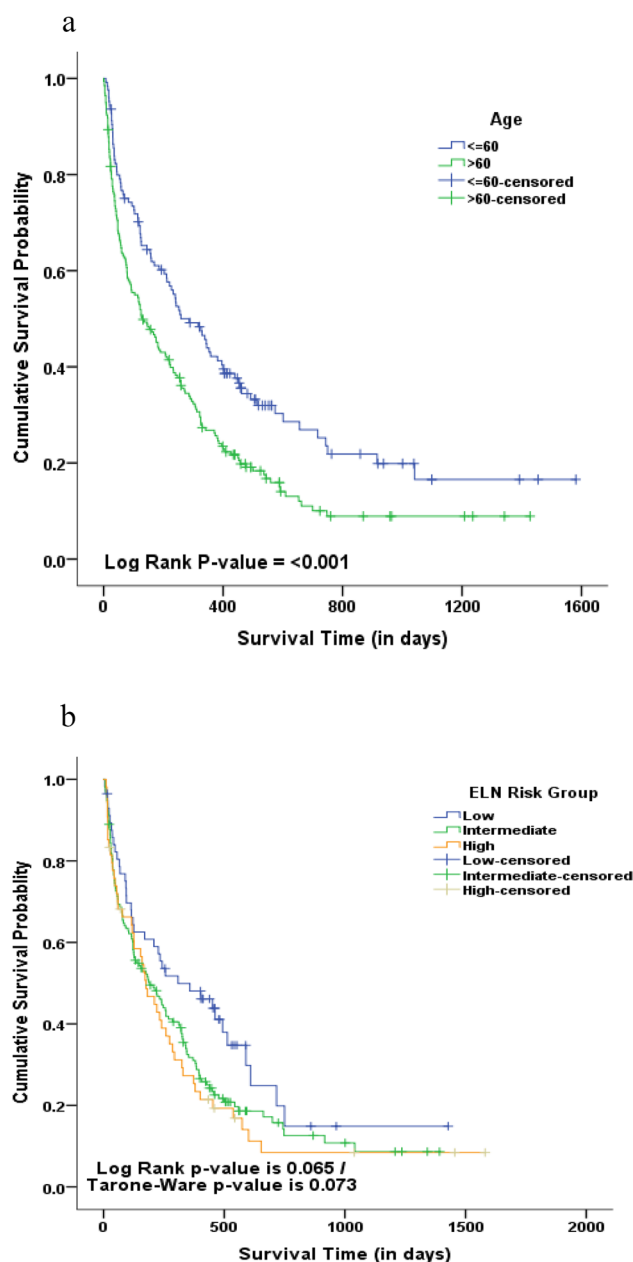 a
1.0
0.8
0.6
0.4
0.2
0.0
Cumulative Survival Probability
Age
<=60
>60
<=60-censored
>60-censored
Log Rank P-value = <0.001
0
400
800
1200
1600
Survival Time (in days)
b
1.0
0.8
0.6
0.4
0.2
0.0
Cumulative Survival Probability
ELN Risk Group
Low
Intermediate
High
Low-censored
Intermediate-censored
High-censored
Log Rank p-value is 0.065 /
Tarone-Ware p-value is 0.073
0
500
1000
1500
2000
Survival Time (in days)